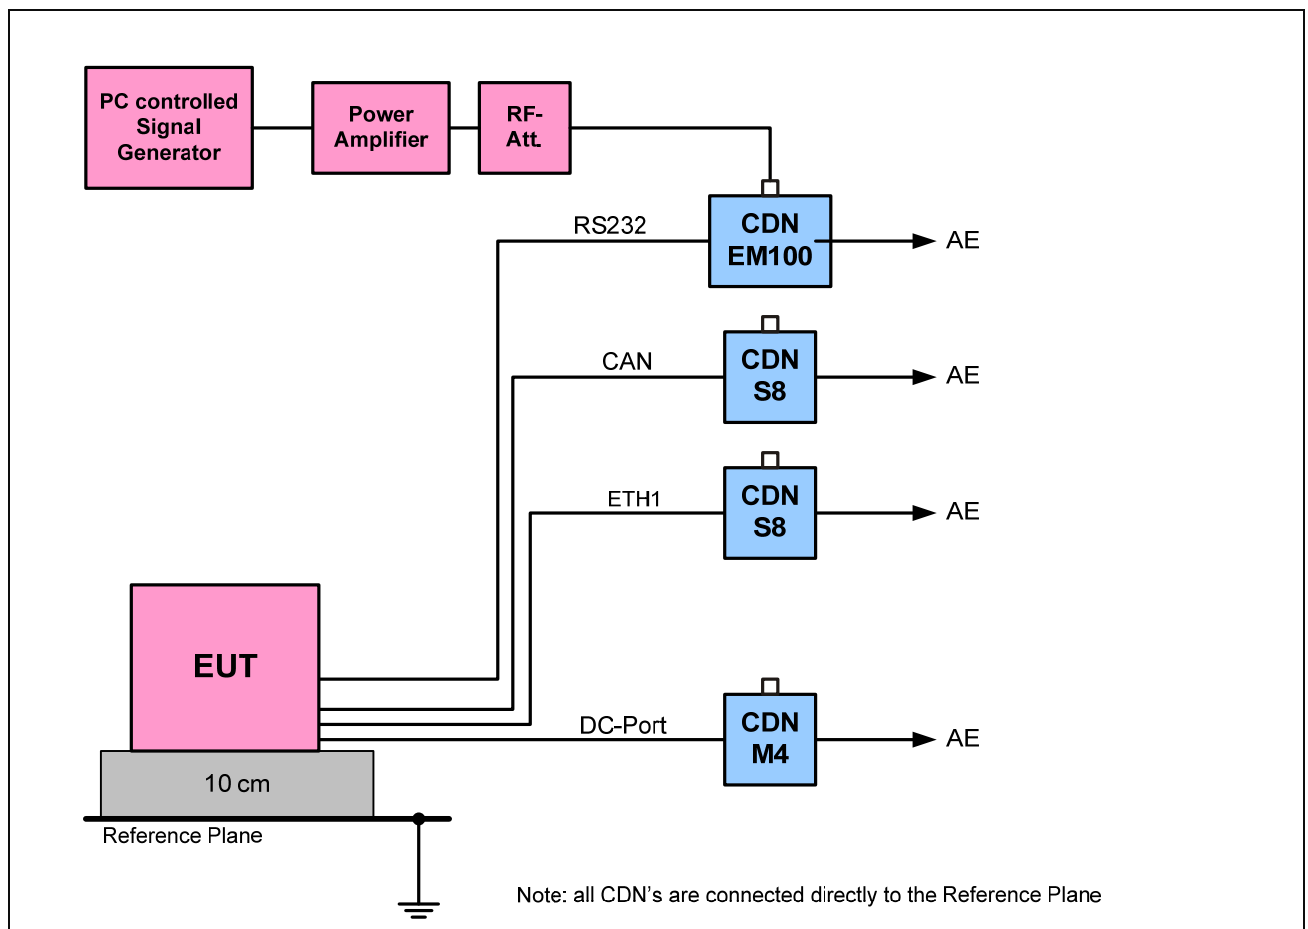 PC controlled
Signal
Generator
Power
Amplifier
RF-
Att.
RS232
CDN
EM100
AE
CAN
CDN
S8
AE
ETH1
CDN
S8
AE
EUT
DC-Port
CDN
M4
AE
10 cm
Reference Plane
Note: all CDN's are connected directly to the Reference Plane